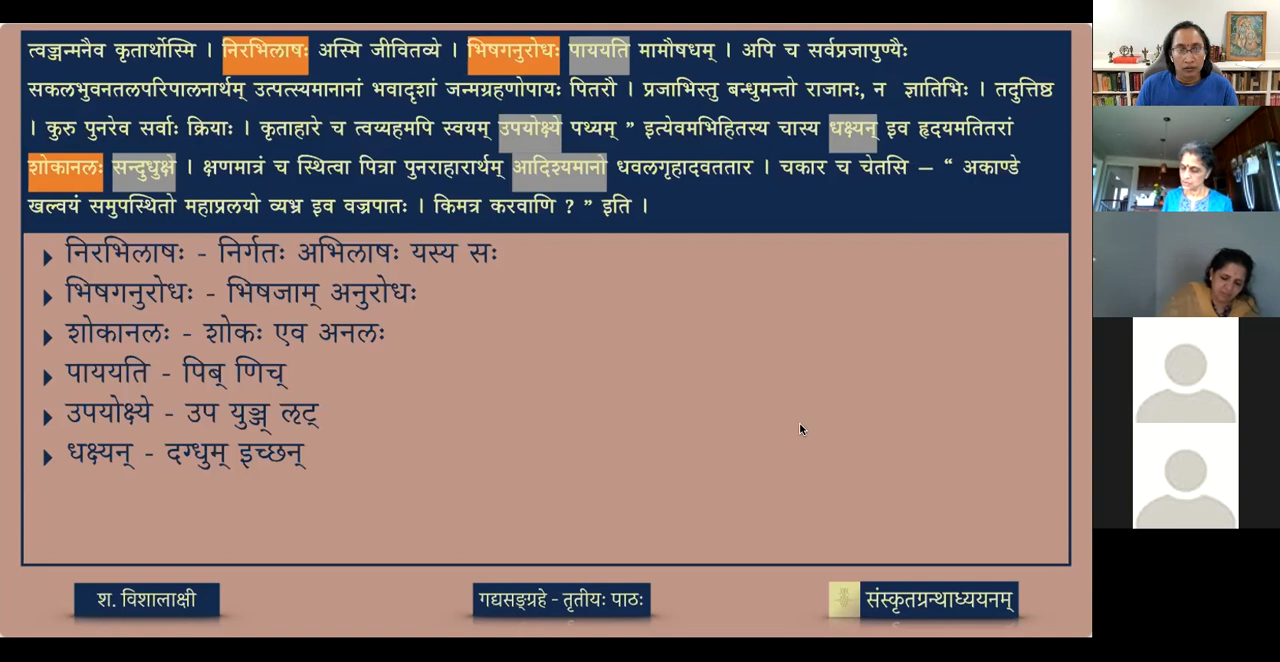 त्वज्जन्मनैव कृतार्थोस्मि । निरभिलाषः अस्मि जीवितव्ये । भिषगनुरोधः पाययति मामौषधम् । अपि च सर्वप्रजापुण्यैः
सकलभुवनतलपरिपालनार्थम् उत्पत्स्यमानानां भवादृशां जन्मग्रहणोपायः पितरौ । प्रजाभिस्तु बन्धुमन्तो राजानः, न ज्ञातिभिः । तदुत्तिष्ठ
। कुरु पुनरेव सर्वाः क्रियाः । कृताहारे च त्वय्यहमपि स्वयम् उपयोक्ष्ये पथ्यम् ” इत्येवमभिहितस्य चास्य धक्ष्यन् इव हृदयमतितरां
शोकानलः सन्दुधुक्षे । क्षणमात्रं च स्थित्वा पित्रा पुनराहारार्थम् आदिश्यमानो धवलगृहादवततार । चकार च चेतसि – “ अकाण्डे
खल्वयं समुपस्थितो महाप्रलयो व्यभ्र इव वज्रपातः । किमत्र करवाणि ? ” इति ।
निरभिलाषः - निर्गतः अभिलाषः यस्य सः
भिषगनुरोधः - भिषजाम् अनुरोधः
शोकानलः - शोकः एव अनलः
पाययति - पिब् णिच्
उपयोक्ष्ये - उप युञ्ज् लृट्
धक्ष्यन् - दग्धुम् इच्छन्
श. विशालाक्षी
गद्यसङ्ग्रहे - तृतीयः पाठः
संस्कृतग्रन्थाध्ययनम्